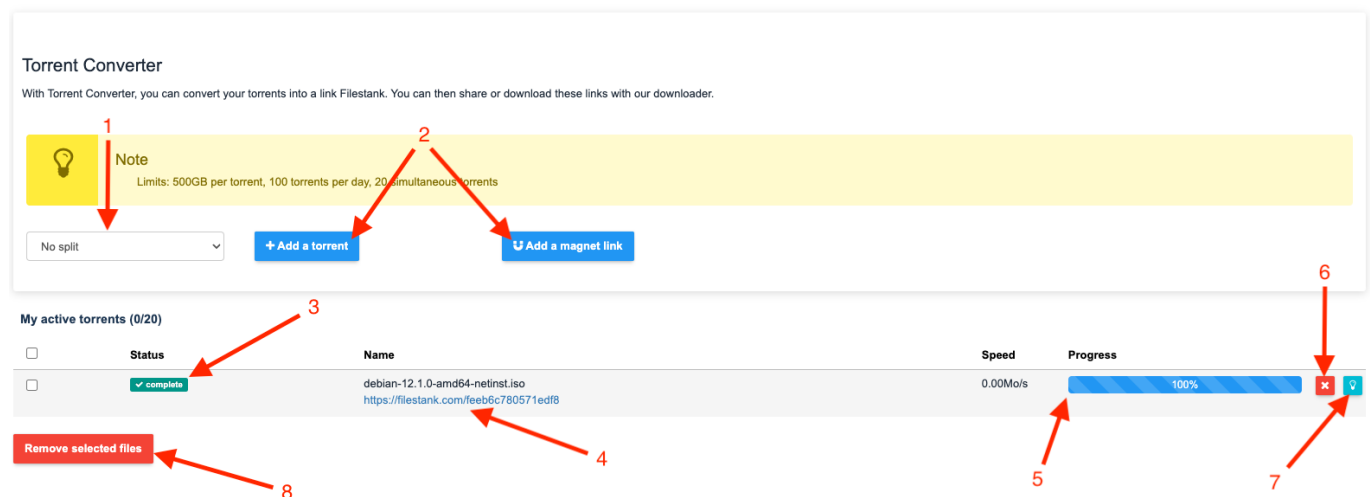 Torrent Converter
With Torrent Converter, you can convert your torrents into a link Filestank. You can then share or download these links with our downloader.
1
2
Note
Limits: 500GB per torrent, 100 torrents per day, 20 simultaneous torrents
No split
+ Add a torrent
Add a magnet link
6
3
My active torrents (0/20)
Status Name Speed Progress
complete debian-12.1.0-amd64-netinst.iso 0.00Mo/s 100%
https://filestank.com/feeb6c780571edf8
Remove selected files
4
5
7
8